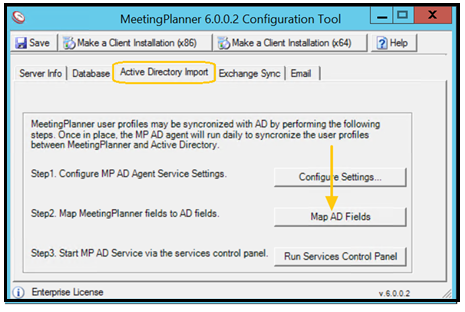 MeetingPlanner 6.0.0.2 Configuration Tool
Save Make a Client Installation (x86) Make a Client Installation (x64) Help
Server Info Database Active Directory Import Exchange Sync Email
MeetingPlanner user profiles may be syncronized with AD by performing the following
steps. Once in place, the MP AD agent will run daily to syncronize the user profiles
between MeetingPlanner and Active Directory.
Step1. Configure MP AD Agent Service Settings. Configure Settings...
Step2. Map MeetingPlanner fields to AD fields. Map AD Fields
Step3. Start MP AD Service via the services control panel. Run Services Control Panel
Enterprise License v.6.0.0.2